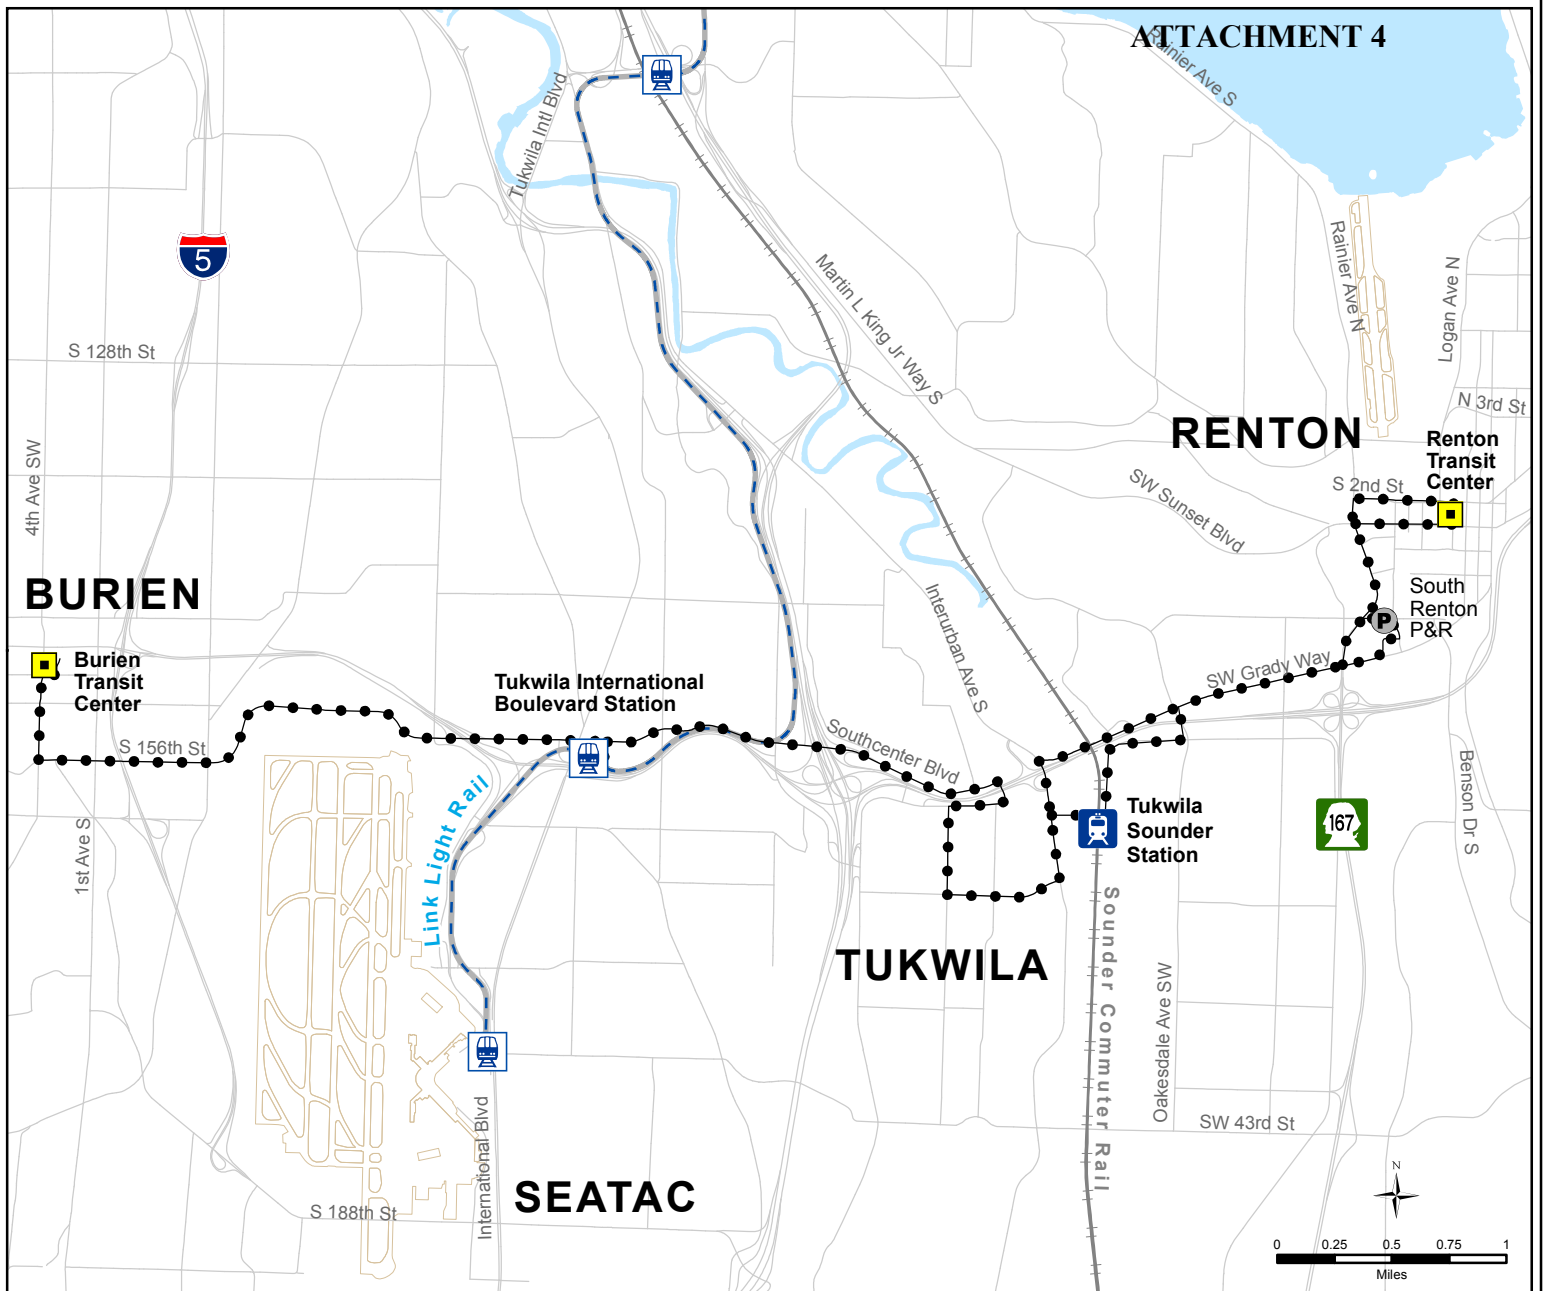 ATTACHMENT 4
Rainier Ave S
Tukwila Intl Blvd
5
Martin L King Jr Way S
Rainier Ave N
Logan Ave N
S 128th St
N 3rd St
RENTON
Renton
Transit
Center
4th Ave SW
SW Sunset Blvd
S 2nd St
BURIEN
Interurban Ave S
South
Renton
P&R
P
Burien
Transit
Center
Tukwila International
Boulevard Station
SW Grady Way
S 156th St
Southcenter Blvd
Link Light Rail
1st Ave S
Tukwila
Sounder
Station
167
Benson Dr S
TUKWILA
Sounder Commuter Rail
Oakesdale Ave SW
International Blvd
SW 43rd St
SEATAC
S 188th St
N
0 0.25 0.5 0.75 1
Miles